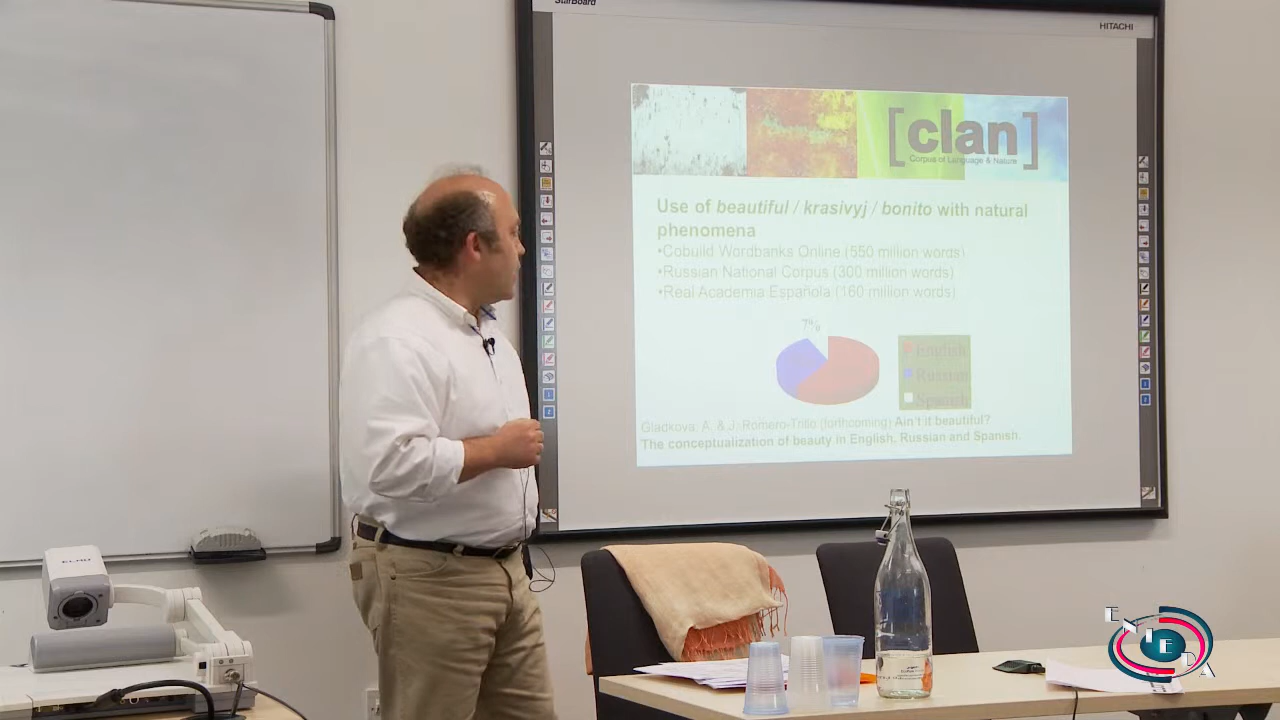 StarBoard
HITACHI
[clan]
Corpus of Language & Nature
Use of beautiful / krasivyj / bonito with natural
phenomena
•Cobuild Wordbanks Online (550 million words)
•Russian National Corpus (300 million words)
•Real Academia Española (160 million words)
7%
English
Russian
Spanish
Gladkova, A. & J. Romero-Trillo (forthcoming) Ain't it beautiful?
The conceptualization of beauty in English, Russian and Spanish.
ELMO
ENIEDA